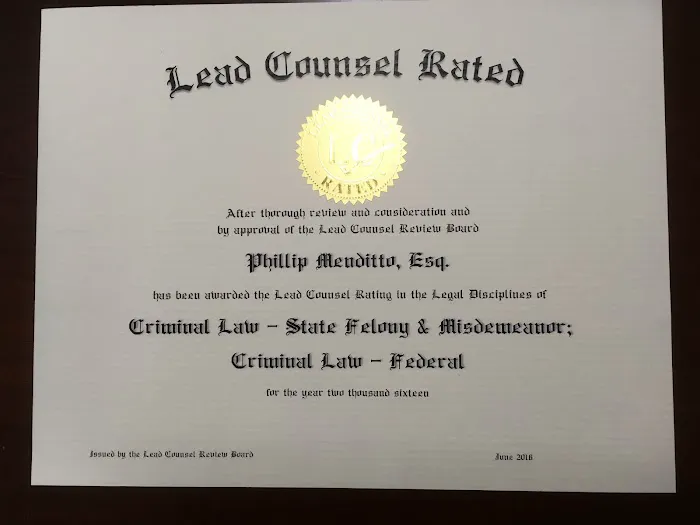 Lead Counsel Rated
LC
RATED
After thorough review and consideration and
by approval of the Lead Counsel Review Board
Phillip Menditto, Esq.
has been awarded the Lead Counsel Rating in the Legal Disciplines of
Criminal Law – State Felony & Misdemeanor;
Criminal Law – Federal
for the year two thousand sixteen
Issued by the Lead Counsel Review Board
June 2016